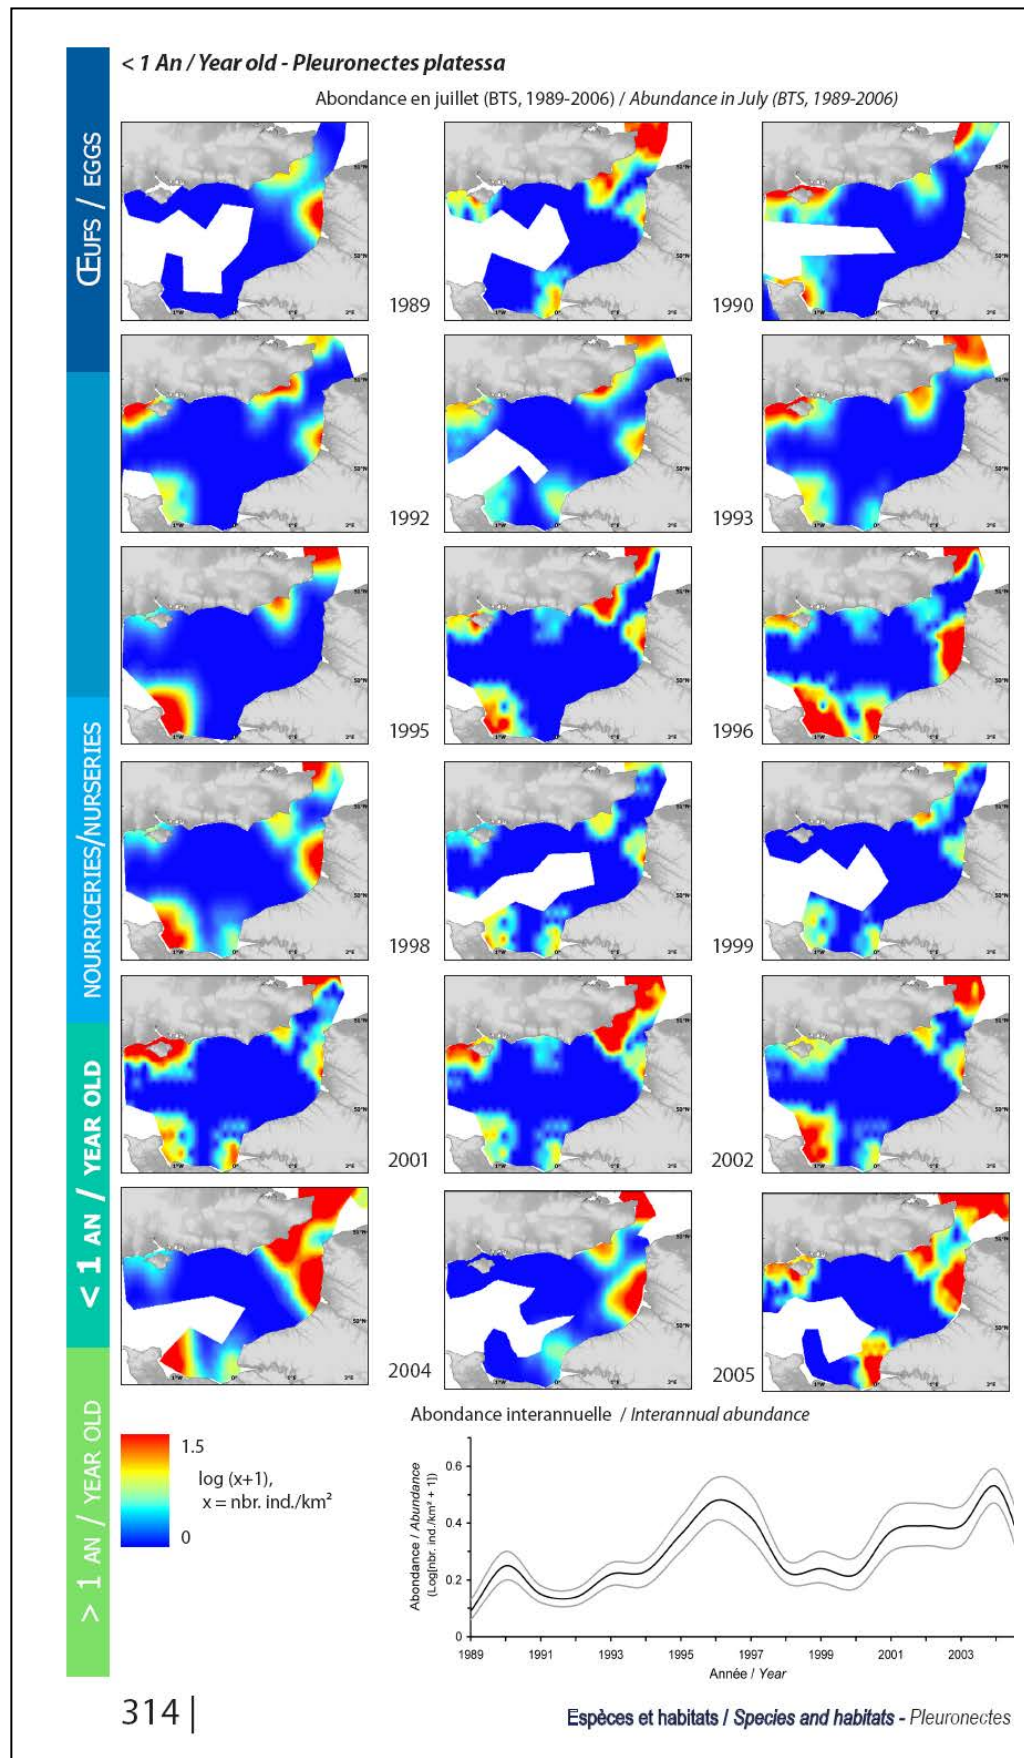 < 1 An / Year old - Pleuronectes platessa
Abondance en juillet (BTS, 1989-2006) / Abundance in July (BTS, 1989-2006)
ŒUFS / EGGS
NOURRICERIES/NURSERIES
< 1 AN / YEAR OLD
> 1 AN / YEAR OLD
1989
1990
1992
1993
1995
1996
1998
1999
2001
2002
2004
2005
Abondance interannuelle / Interannual abundance
1.5
log (x+1),
x = nbr. ind./km²
0
Abondance / Abundance
(Log[nbr. ind./km² + 1])
0.6
0.4
0.2
0
1989 1991 1993 1995 1997 1999 2001 2003
Année / Year
314 |
Espèces et habitats / Species and habitats - Pleuronectes